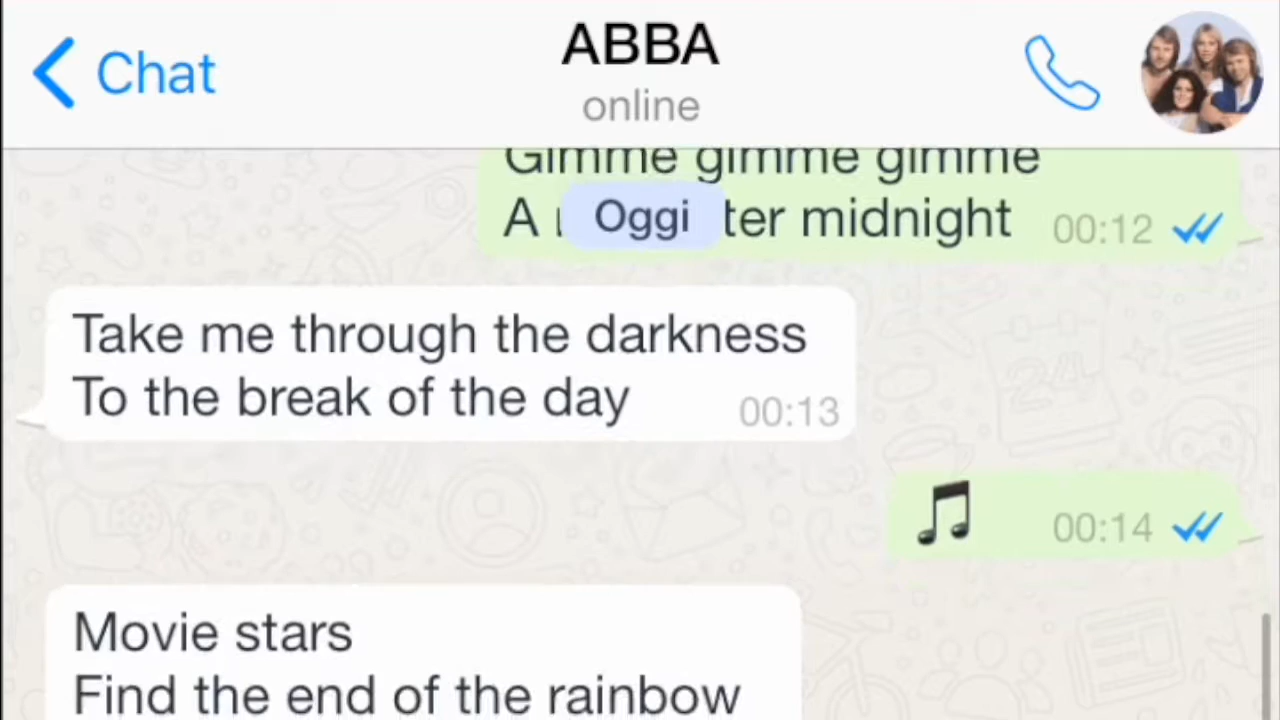 Chat
ABBA
online
Gimme gimme gimme
A
Oggi
ter midnight
00:12
Take me through the darkness
To the break of the day
00:13
00:14
Movie stars
Find the end of the rainbow